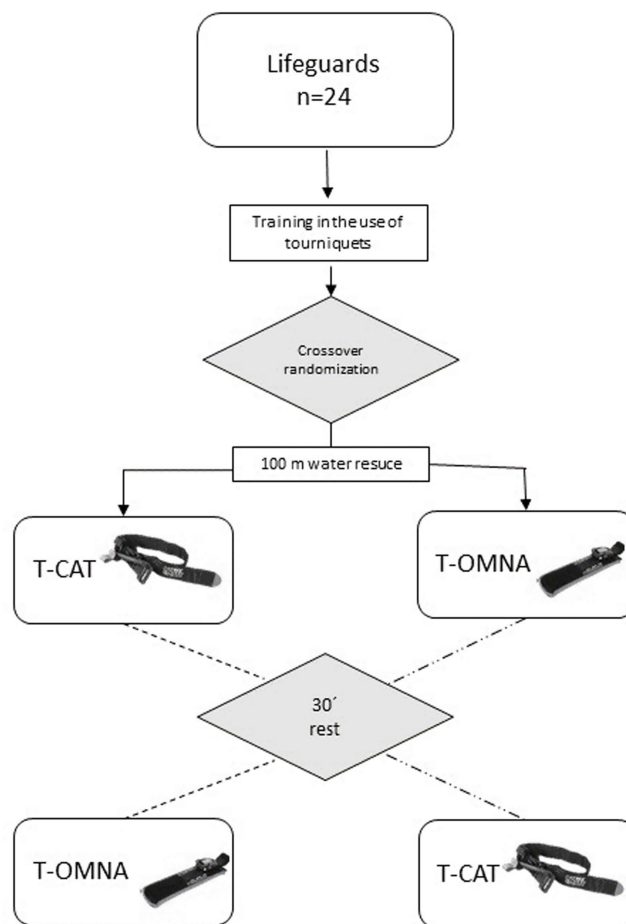 Lifeguards
n=24
Training in the use of
tourniquets
Crossover
randomization
100 m water resuce
T-CAT
T-OMNA
30´
rest
T-OMNA
T-CAT